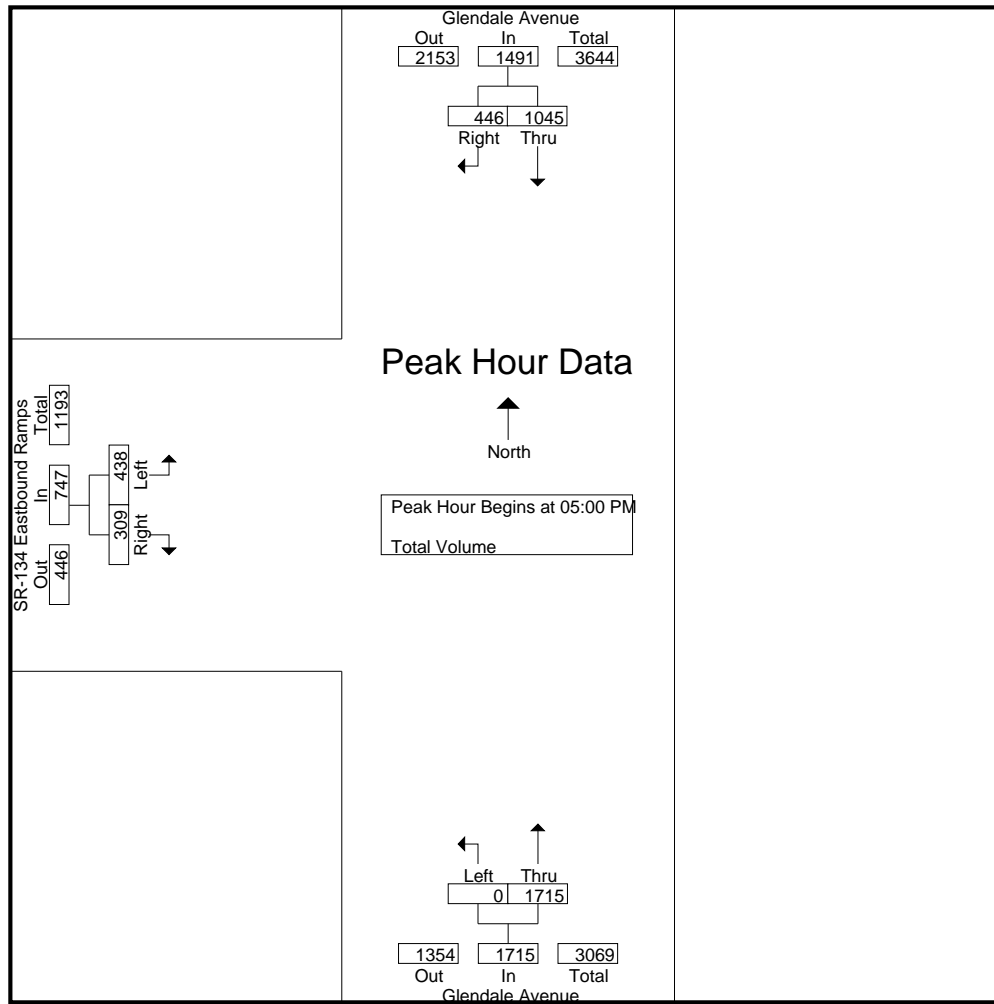 Glendale Avenue
Out In Total
2153 1491 3644
446 1045
Right Thru
Peak Hour Data
North
Peak Hour Begins at 05:00 PM
Total Volume
SR-134 Eastbound Ramps
Out In Total
446 747 1193
309 438
Right Left
Left Thru
0 1715
1354 1715 3069
Out In Total
Glendale Avenue